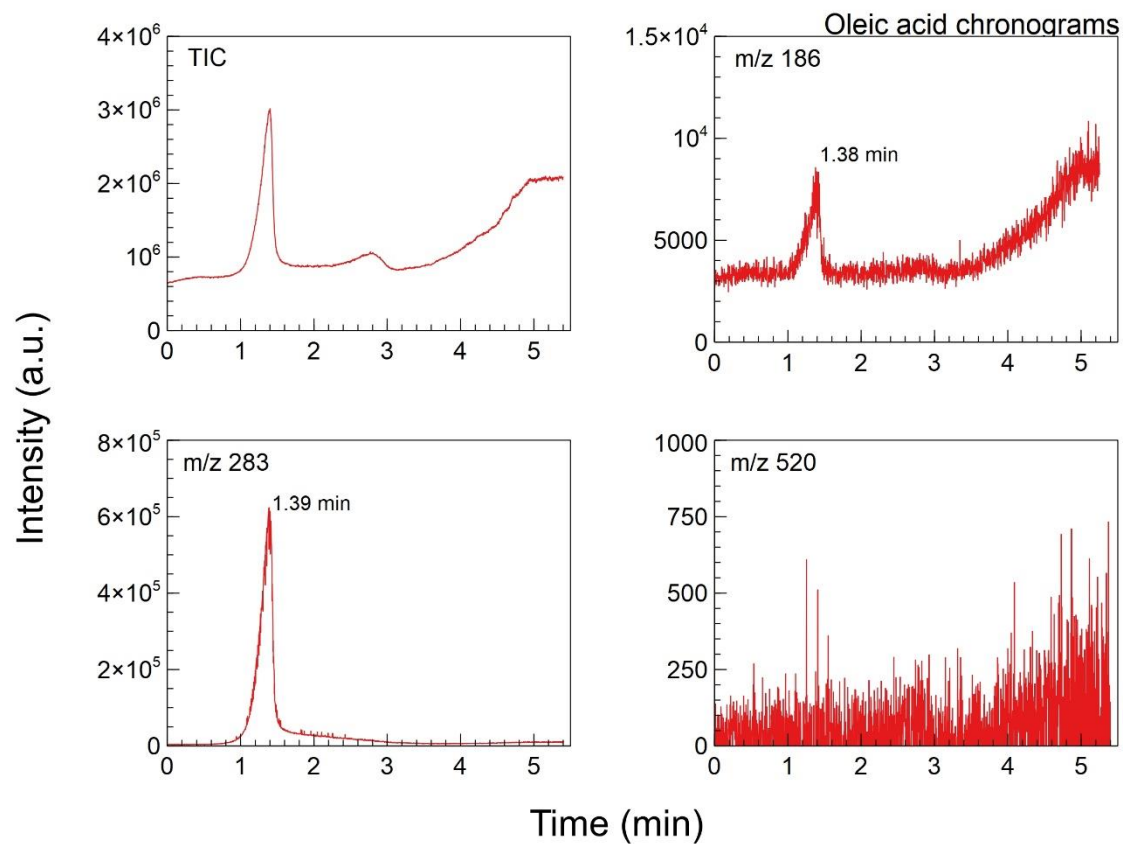 Oleic acid chronograms
TIC
4×10⁶
3×10⁶
2×10⁶
10⁶
0
0 1 2 3 4 5
m/z 186
1.38 min
1.5×10⁴
10⁴
5000
0
0 1 2 3 4 5
m/z 283
1.39 min
8×10⁵
6×10⁵
4×10⁵
2×10⁵
0
0 1 2 3 4 5
m/z 520
1000
750
500
250
0
0 1 2 3 4 5
Intensity (a.u.)
Time (min)